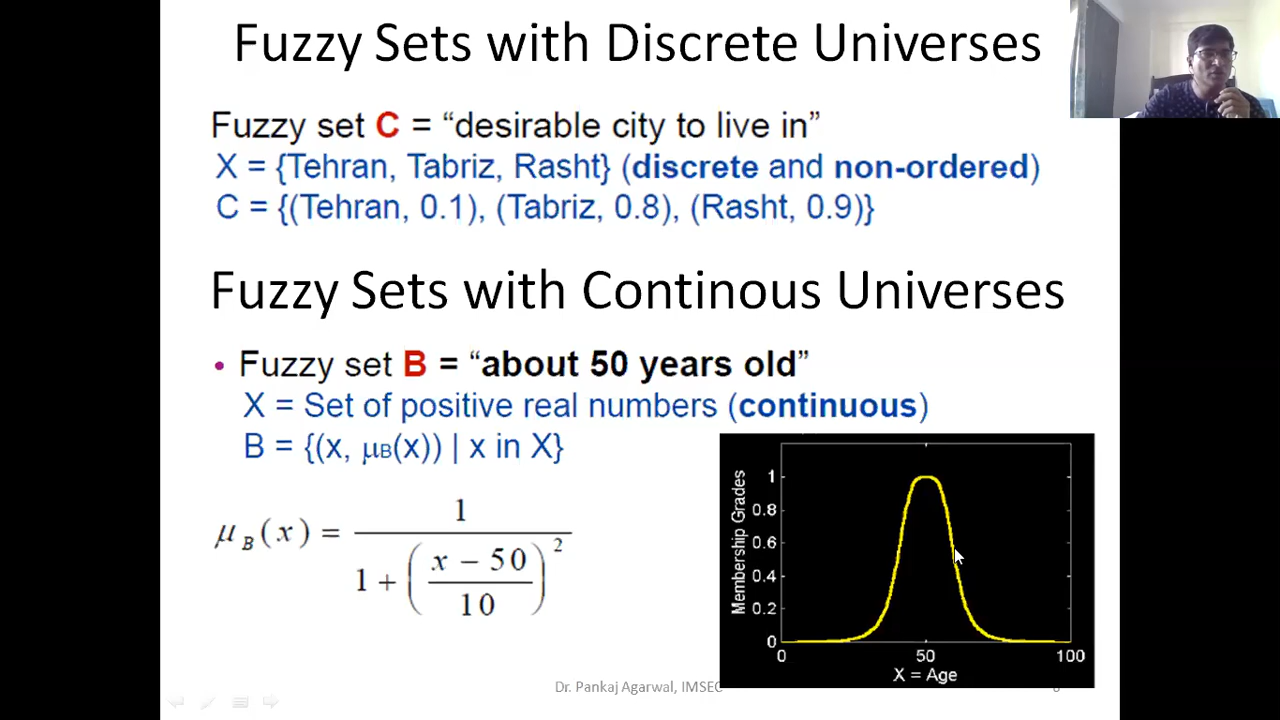 Fuzzy Sets with Discrete Universes
Fuzzy set C = “desirable city to live in”
X = {Tehran, Tabriz, Rasht} (discrete and non-ordered)
C = {(Tehran, 0.1), (Tabriz, 0.8), (Rasht, 0.9)}
Fuzzy Sets with Continous Universes
• Fuzzy set B = “about 50 years old”
X = Set of positive real numbers (continuous)
B = {(x, μB(x)) | x in X}
μ_B(x) = 1 / (1 + ((x − 50) / 10)^2)
Membership Grades
1
0.8
0.6
0.4
0.2
0
0 50 100
X = Age
Dr. Pankaj Agarwal, IMSEC